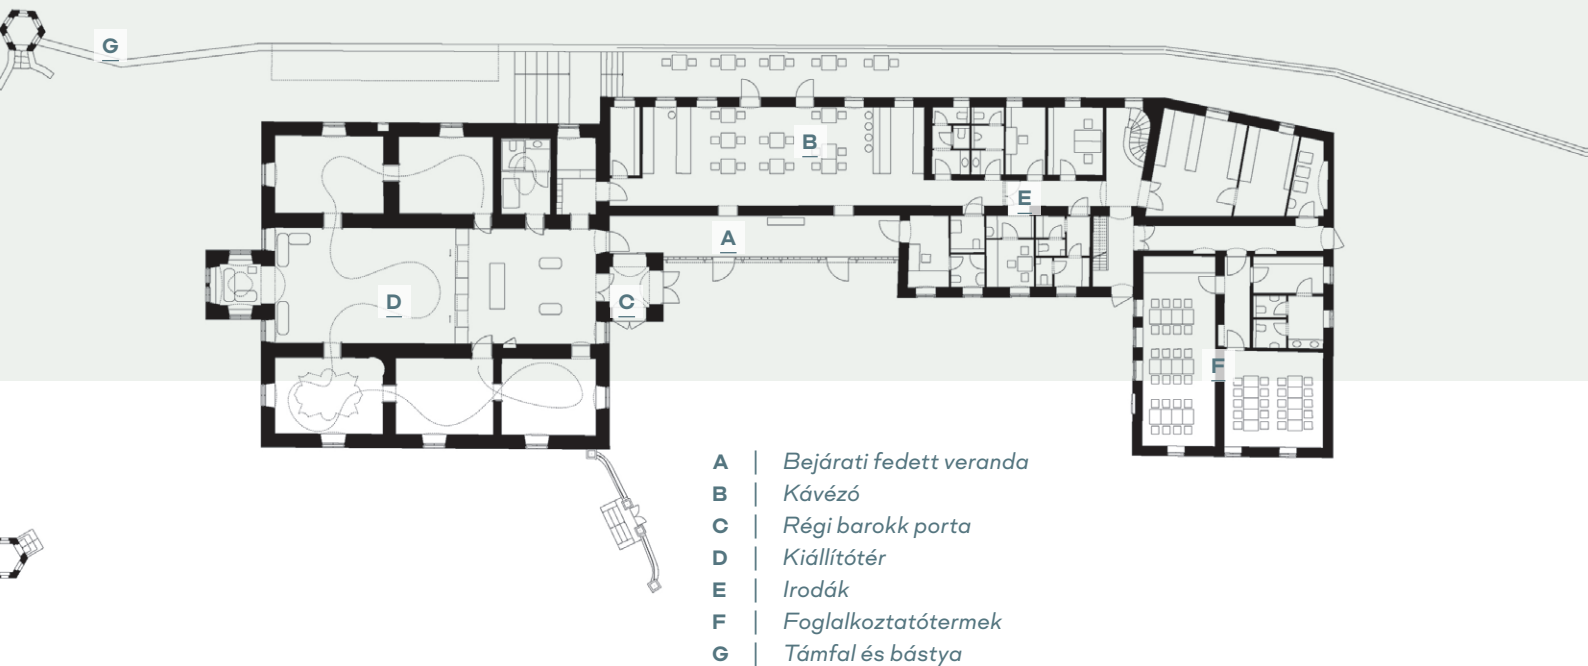 G
B
E
A
D
C
F
A | Bejárati fedett veranda
B | Kávézó
C | Régi barokk porta
D | Kiállítótér
E | Irodák
F | Foglalkoztatótermek
G | Támfal és bástya